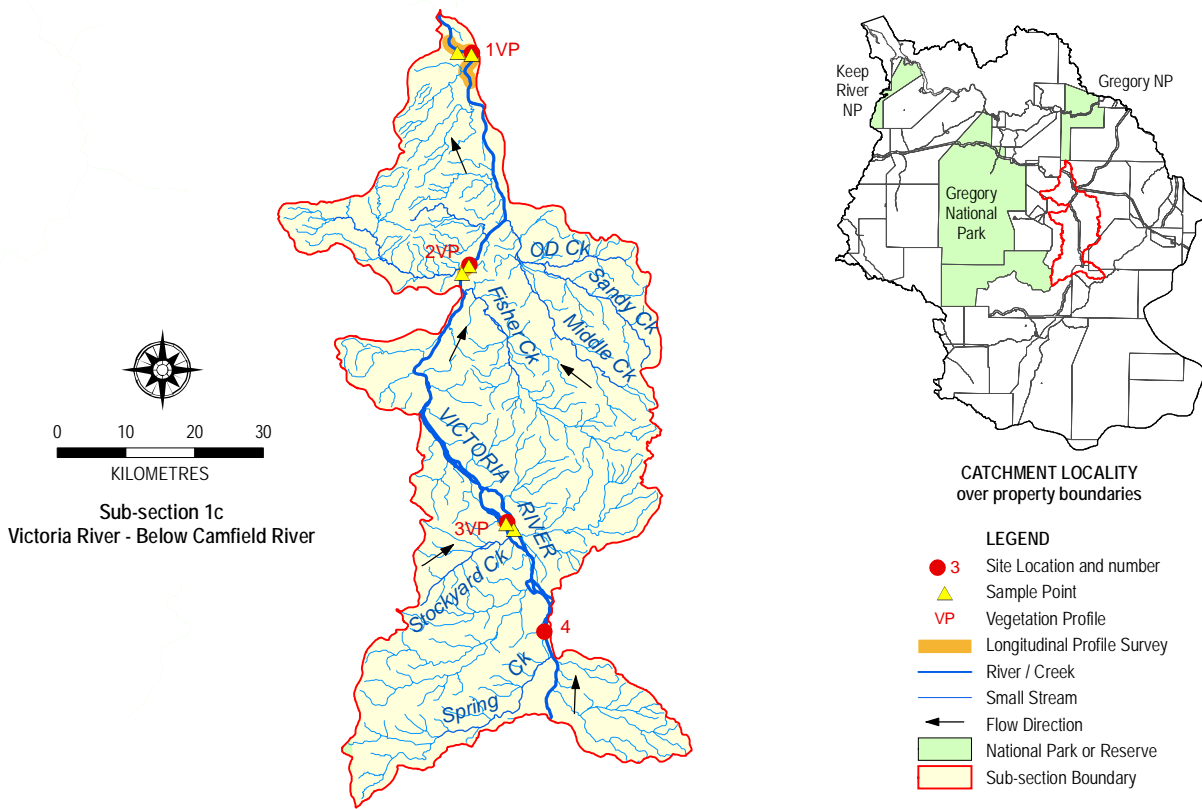 1VP
2VP
OD Ck
Sandy Ck
Fisher Ck
Middle Ck
VICTORIA RIVER
3VP
Stockyard Ck
4
Spring Ck
0 10 20 30
KILOMETRES
Sub-section 1c
Victoria River - Below Camfield River
Keep
River
NP
Gregory NP
Gregory
National
Park
CATCHMENT LOCALITY
over property boundaries
LEGEND
3 Site Location and number
Sample Point
VP Vegetation Profile
Longitudinal Profile Survey
River / Creek
Small Stream
Flow Direction
National Park or Reserve
Sub-section Boundary